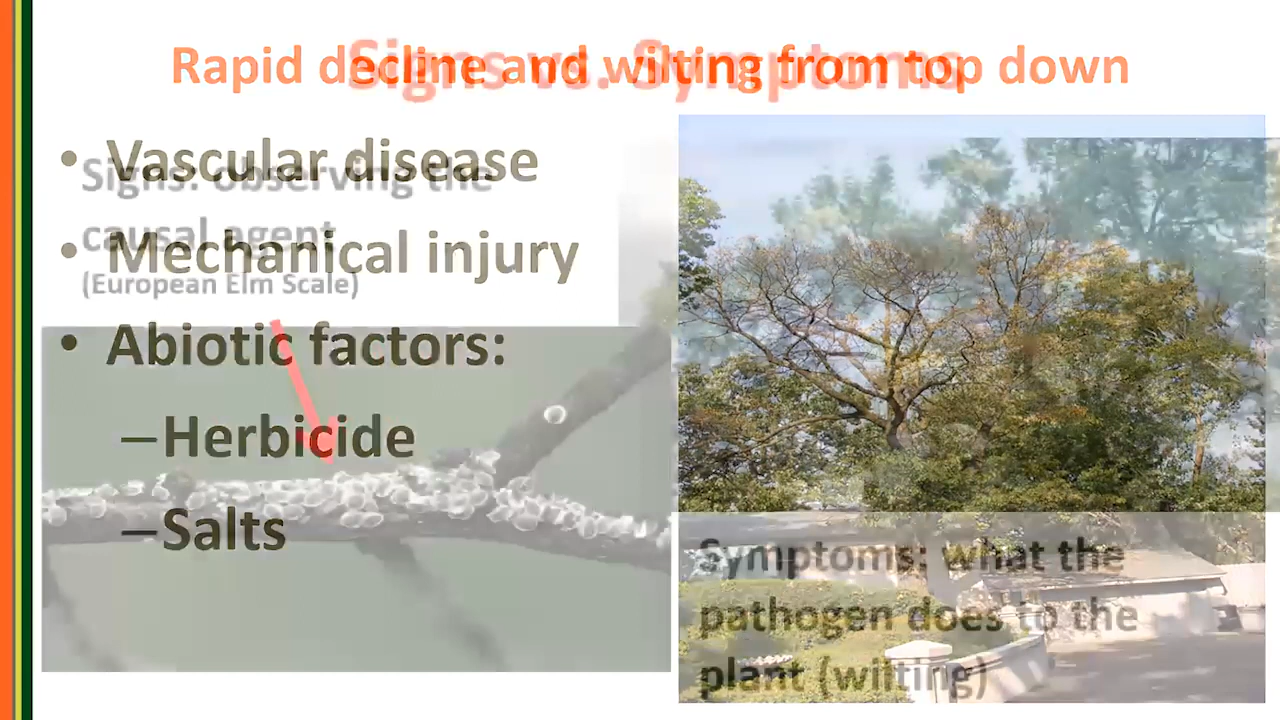 Rapid decline and wilting from top down
Signs vs. Symptoms
• Vascular disease
• Mechanical injury
• Abiotic factors:
–Herbicide
–Salts
Signs: observing the
causal agent
(European Elm Scale)
Symptoms: what the
pathogen does to the
plant (wilting)